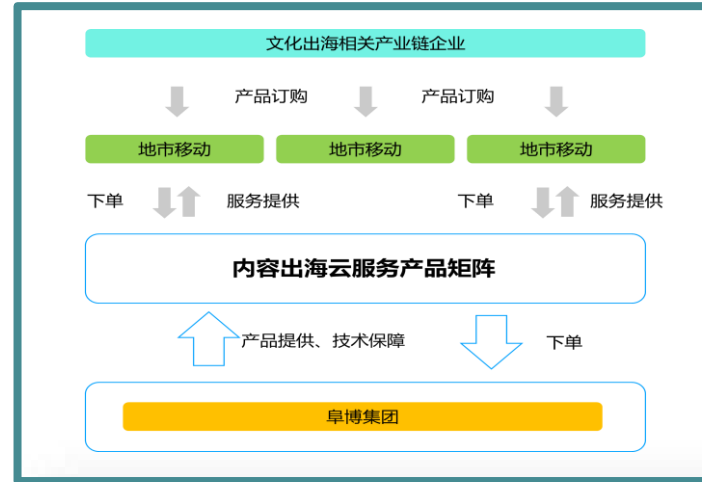 文化出海相关产业链企业
产品订购 产品订购
地市移动 地市移动 地市移动
下单 服务提供 下单 服务提供
内容出海云服务产品矩阵
产品提供、技术保障 下单
阜博集团